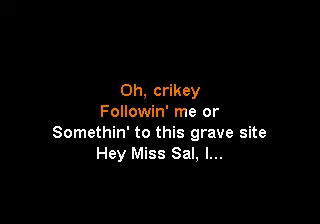 Oh, crikey
Followin' me or
Somethin' to this grave site
Hey Miss Sal, I...